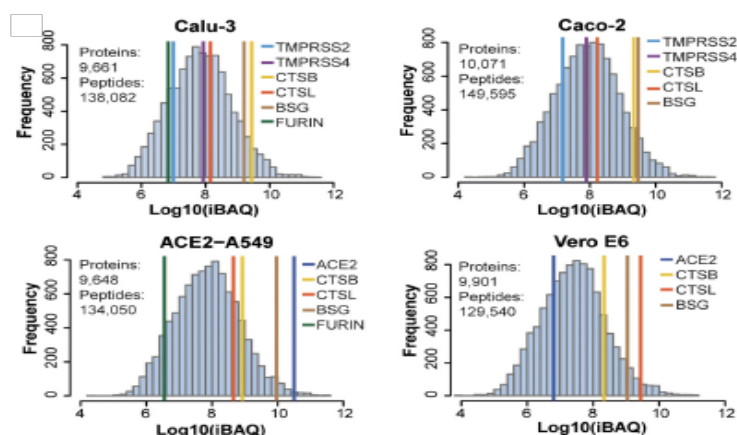 Calu-3
Frequency
800
600
400
200
0
Proteins:
9,661
Peptides:
138,082
TMPRSS2
TMPRSS4
CTSB
CTSL
BSG
FURIN
4 6 8 10 12
Log10(iBAQ)
Caco-2
Frequency
800
600
400
200
0
Proteins:
10,071
Peptides:
149,595
TMPRSS2
TMPRSS4
CTSB
CTSL
BSG
4 6 8 10 12
Log10(iBAQ)
ACE2−A549
Frequency
800
600
400
200
0
Proteins:
9,648
Peptides:
134,050
ACE2
CTSB
CTSL
BSG
FURIN
4 6 8 10 12
Log10(iBAQ)
Vero E6
Frequency
800
600
400
200
0
Proteins:
9,901
Peptides:
129,540
ACE2
CTSB
CTSL
BSG
4 6 8 10 12
Log10(iBAQ)